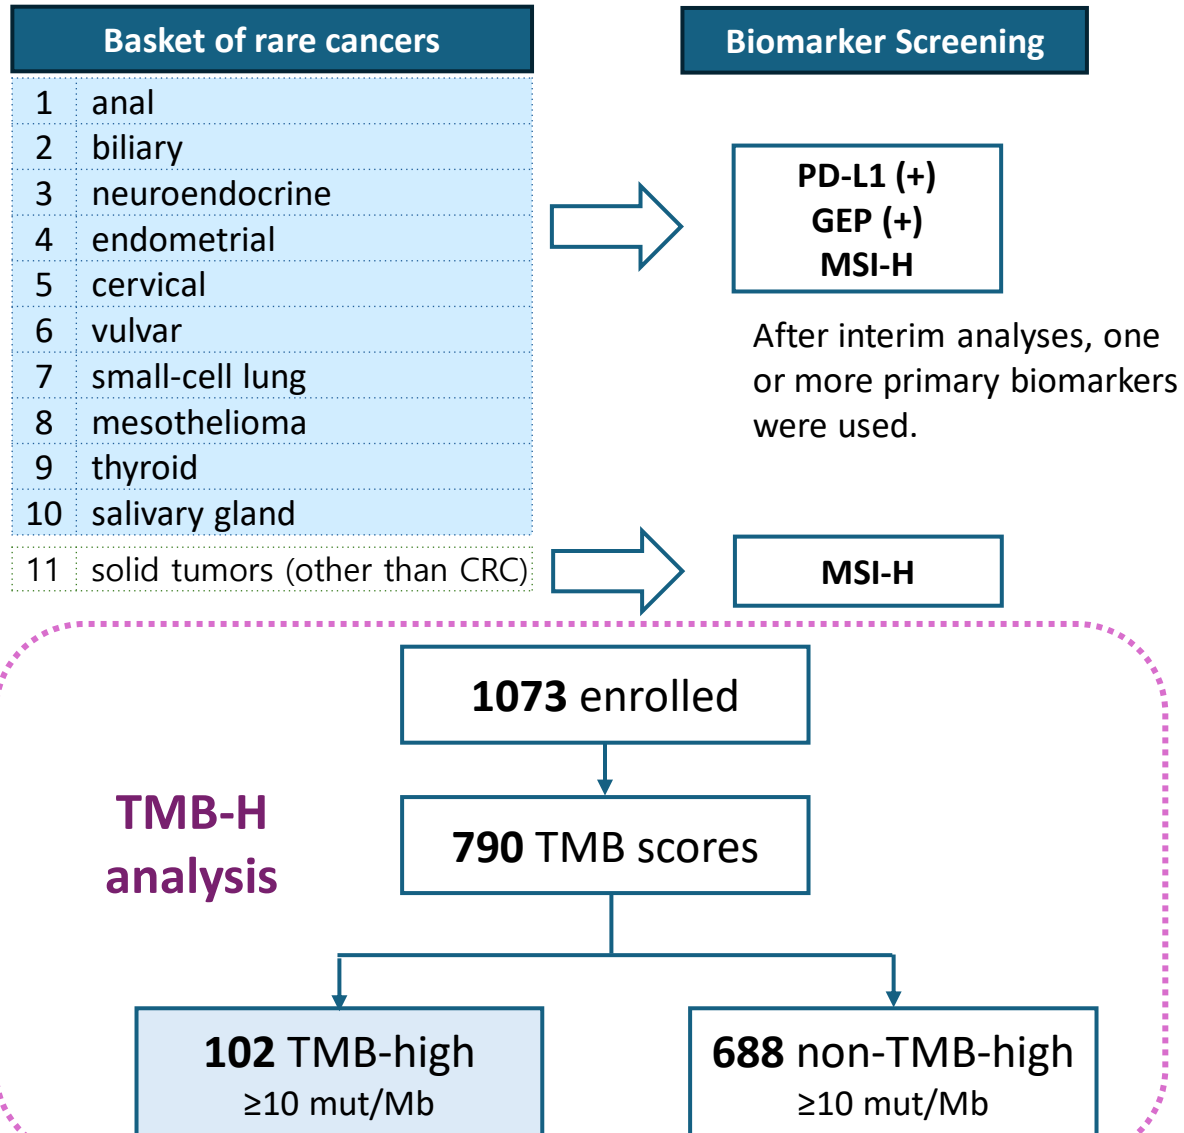 Basket of rare cancers
1 anal
2 biliary
3 neuroendocrine
4 endometrial
5 cervical
6 vulvar
7 small-cell lung
8 mesothelioma
9 thyroid
10 salivary gland
11 solid tumors (other than CRC)
Biomarker Screening
PD-L1 (+)
GEP (+)
MSI-H
After interim analyses, one
or more primary biomarkers
were used.
MSI-H
TMB-H
analysis
1073 enrolled
790 TMB scores
102 TMB-high
≥10 mut/Mb
688 non-TMB-high
≥10 mut/Mb